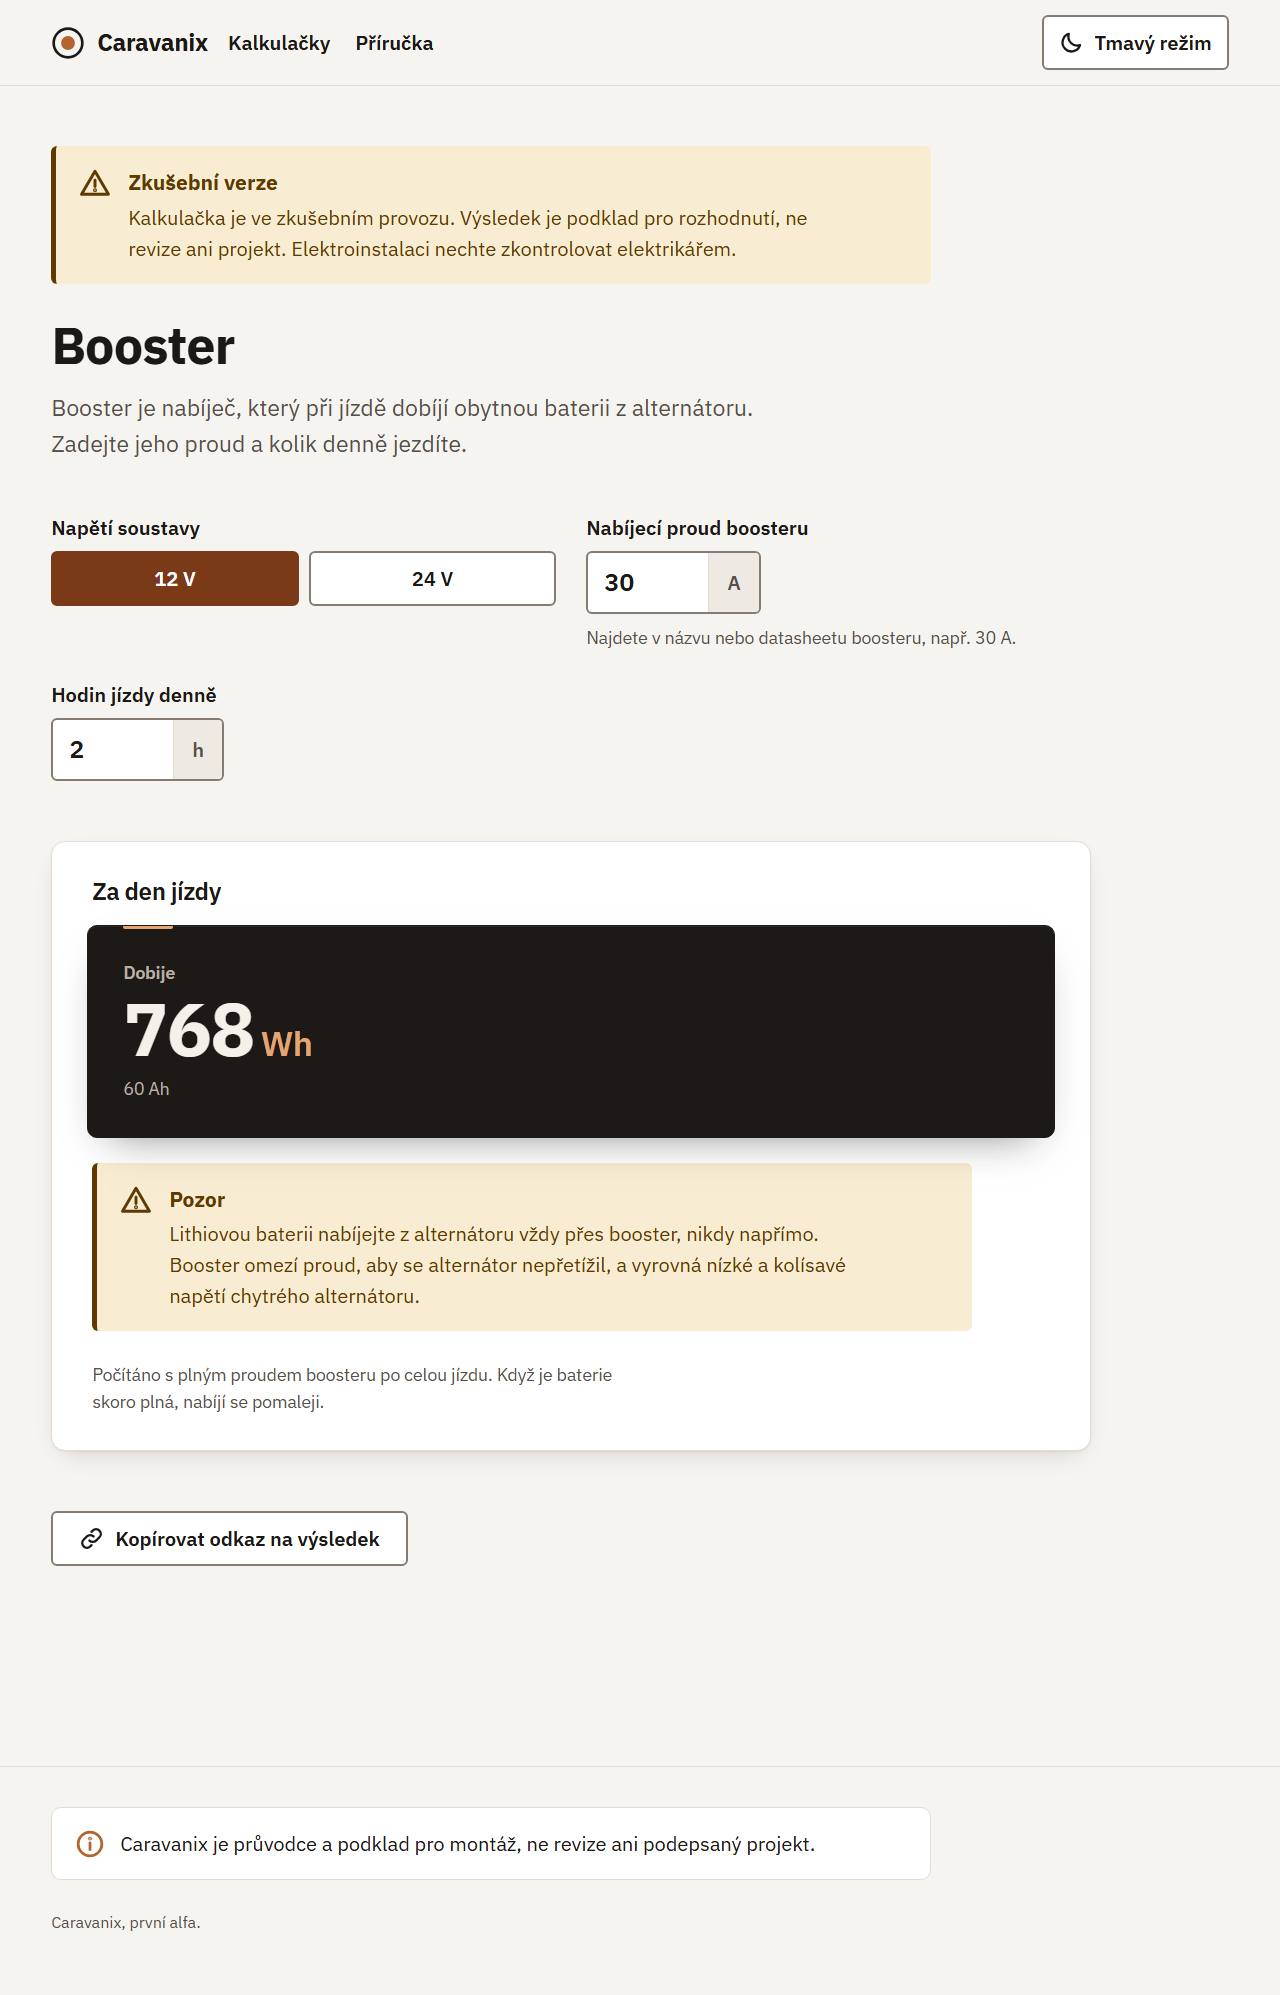 Caravanix Kalkulačky Příručka Tmavý režim
Zkušební verze
Kalkulačka je ve zkušebním provozu. Výsledek je podklad pro rozhodnutí, ne
revize ani projekt. Elektroinstalaci nechte zkontrolovat elektrikářem.
Booster
Booster je nabíječ, který při jízdě dobíjí obytnou baterii z alternátoru.
Zadejte jeho proud a kolik denně jezdíte.
Napětí soustavy
12 V 24 V
Nabíjecí proud boosteru
30 A
Najdete v názvu nebo datasheetu boosteru, např. 30 A.
Hodin jízdy denně
2 h
Za den jízdy
Dobije
768 Wh
60 Ah
Pozor
Lithiovou baterii nabíjejte z alternátoru vždy přes booster, nikdy napřímo.
Booster omezí proud, aby se alternátor nepřetížil, a vyrovná nízké a kolísavé
napětí chytrého alternátoru.
Počítáno s plným proudem boosteru po celou jízdu. Když je baterie
skoro plná, nabíjí se pomaleji.
Kopírovat odkaz na výsledek
Caravanix je průvodce a podklad pro montáž, ne revize ani podepsaný projekt.
Caravanix, první alfa.